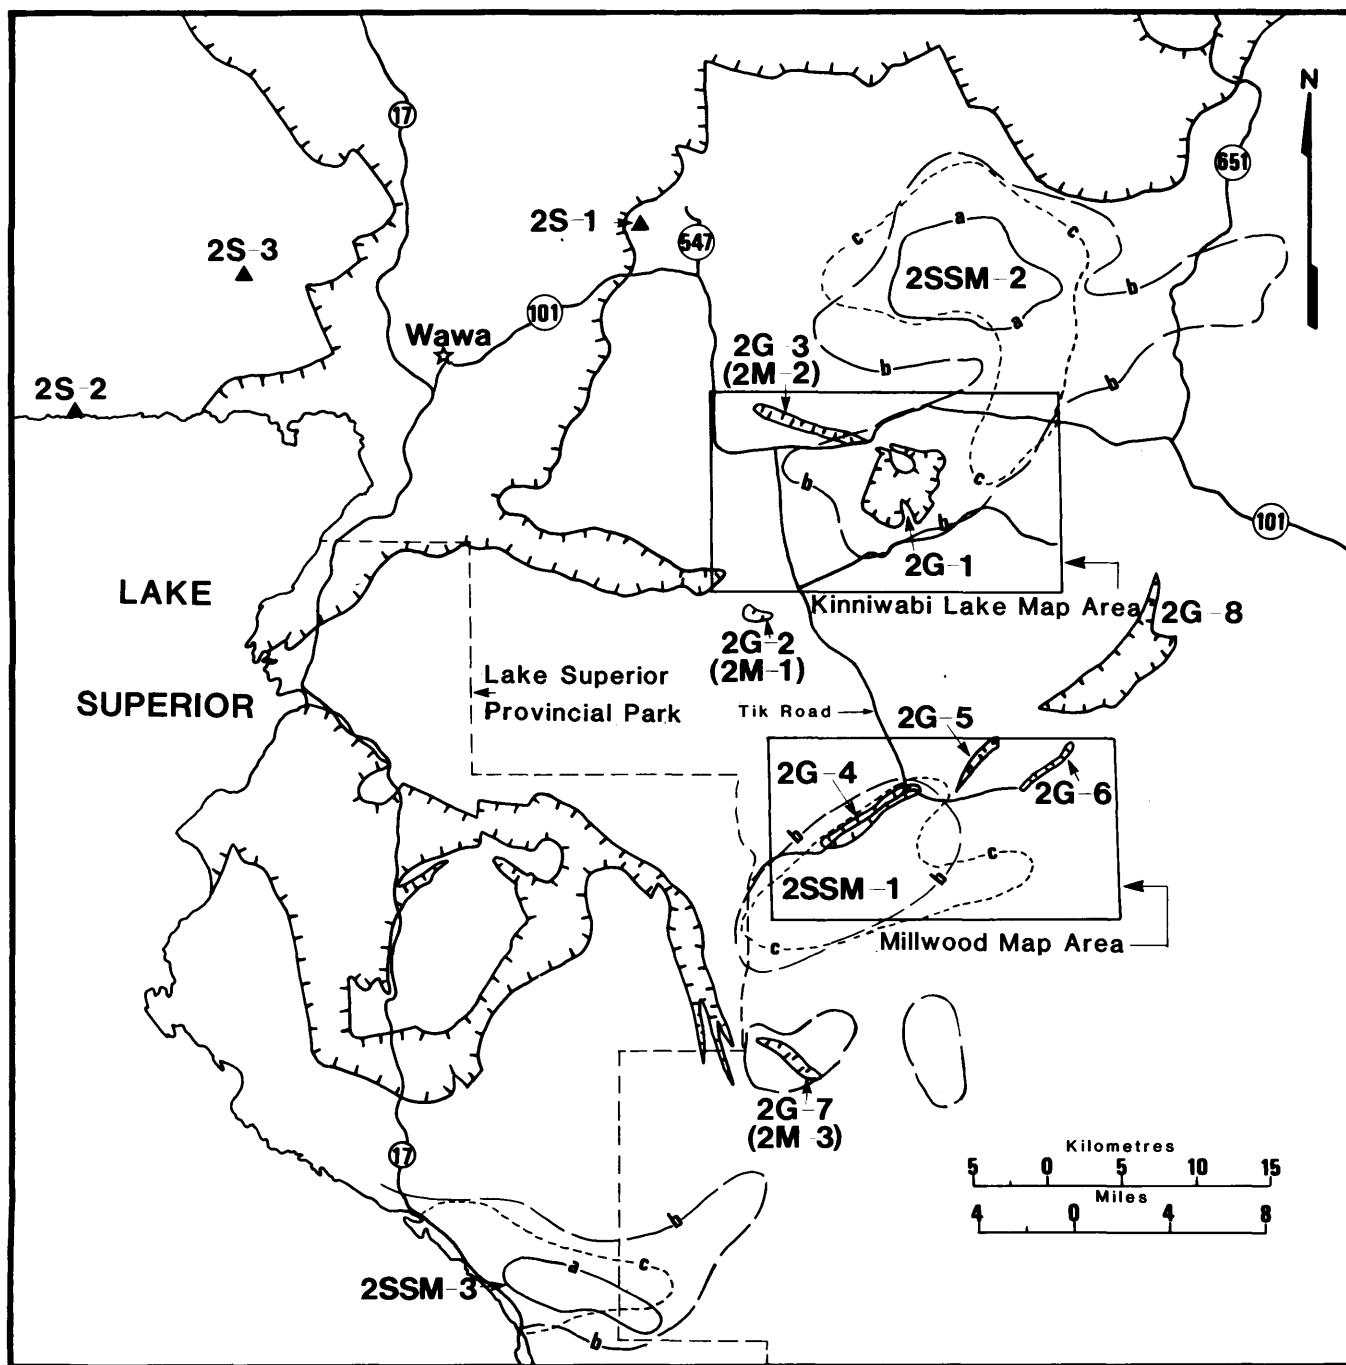 17
N
651
2S-1
547
2S-3
a
c
c
2SSM-2
b
101
a
Wawa
2G-3
(2M-2)
b
b
2S-2
c
b
b
101
2G-1
LAKE
Kinniwabi Lake Map Area
2G-8
2G-2
(2M-1)
Lake Superior
Provincial Park
SUPERIOR
Tik Road
2G-5
2G-4
2G-6
b
c
2SSM-1
b
c
Millwood Map Area
2G-7
(2M-3)
17
Kilometres
5 0 5 10 15
Miles
4 0 4 8
b
c
a
2SSM-3
b